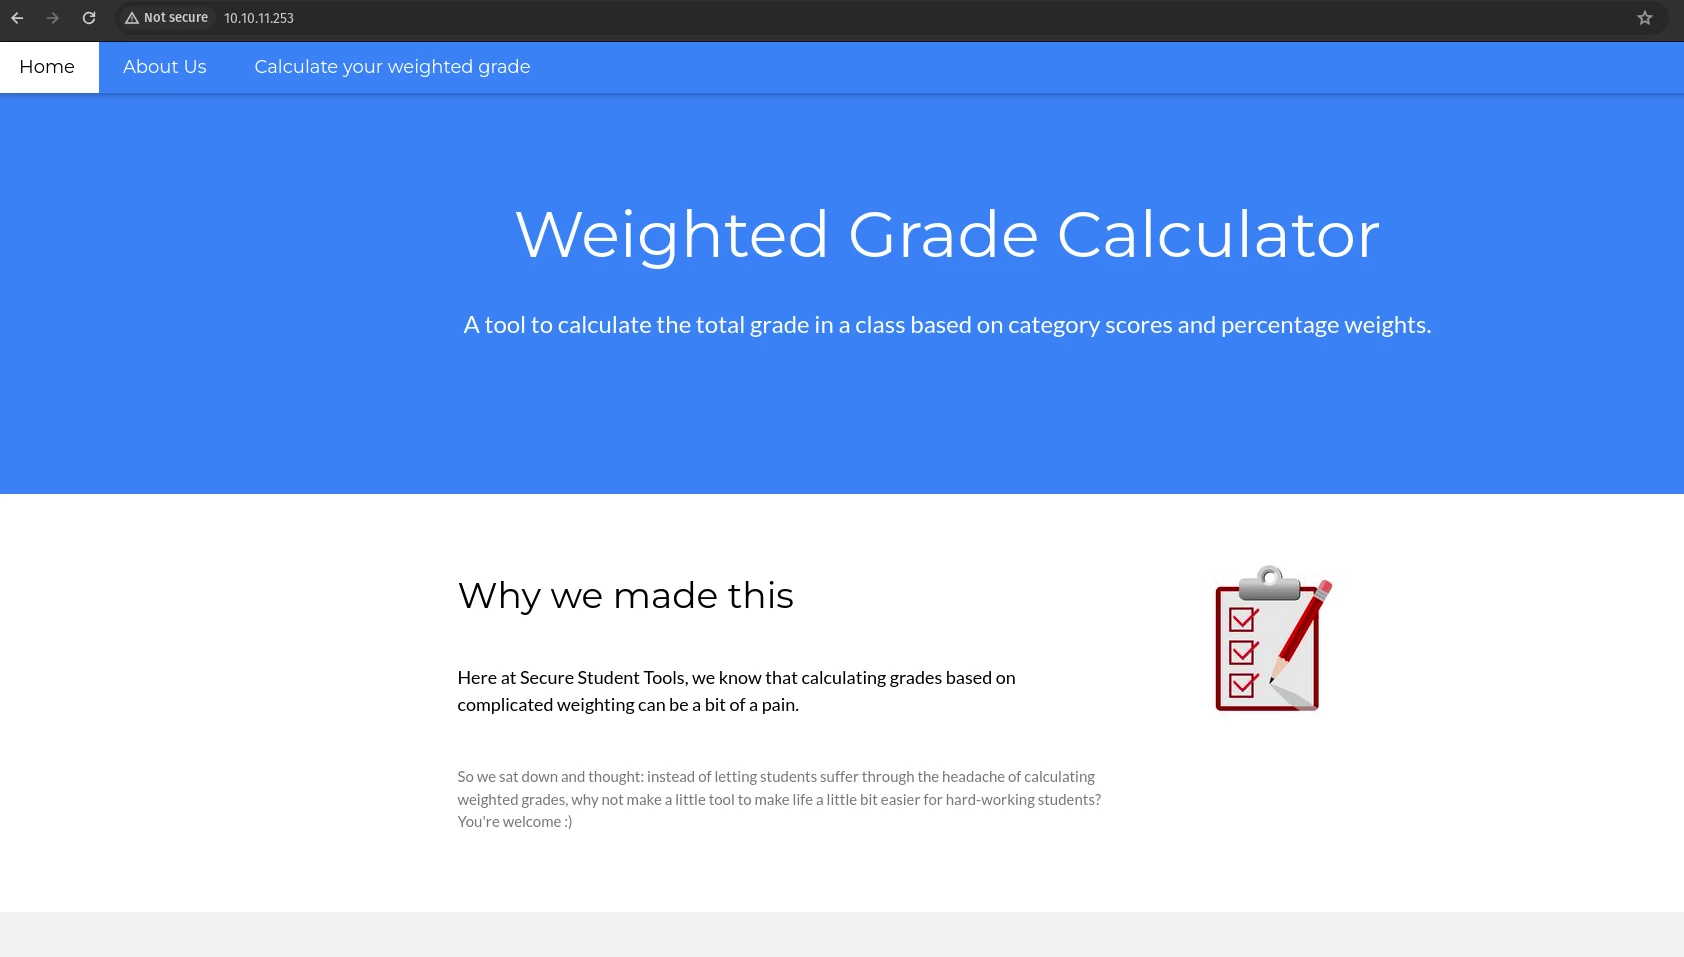 Not secure 10.10.11.253
Home About Us Calculate your weighted grade
Weighted Grade Calculator
A tool to calculate the total grade in a class based on category scores and percentage weights.
Why we made this
Here at Secure Student Tools, we know that calculating grades based on
complicated weighting can be a bit of a pain.
So we sat down and thought: instead of letting students suffer through the headache of calculating
weighted grades, why not make a little tool to make life a little bit easier for hard-working students?
You're welcome :)